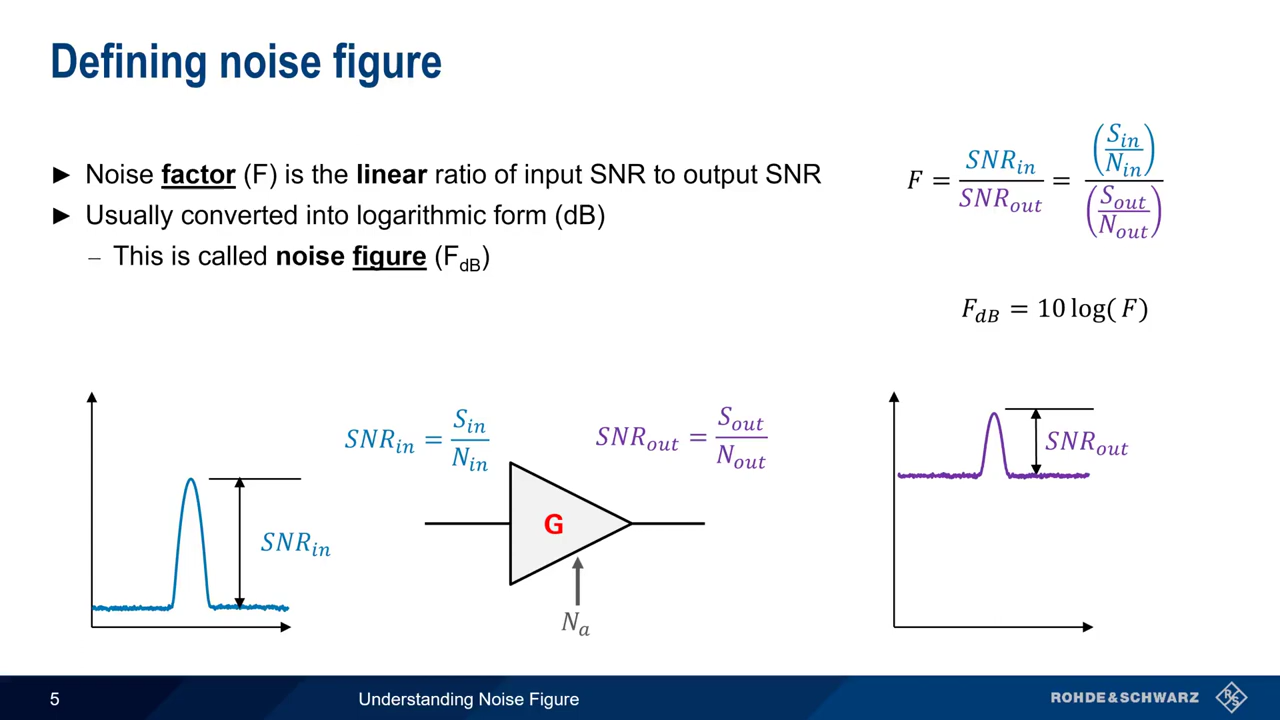 Defining noise figure
► Noise factor (F) is the linear ratio of input SNR to output SNR
► Usually converted into logarithmic form (dB)
– This is called noise figure (F_dB)
F = SNR_in / SNR_out = (S_in / N_in) / (S_out / N_out)
F_dB = 10 log( F)
SNR_in
SNR_in = S_in / N_in
G
N_a
SNR_out = S_out / N_out
SNR_out
5
Understanding Noise Figure
ROHDE & SCHWARZ
RS